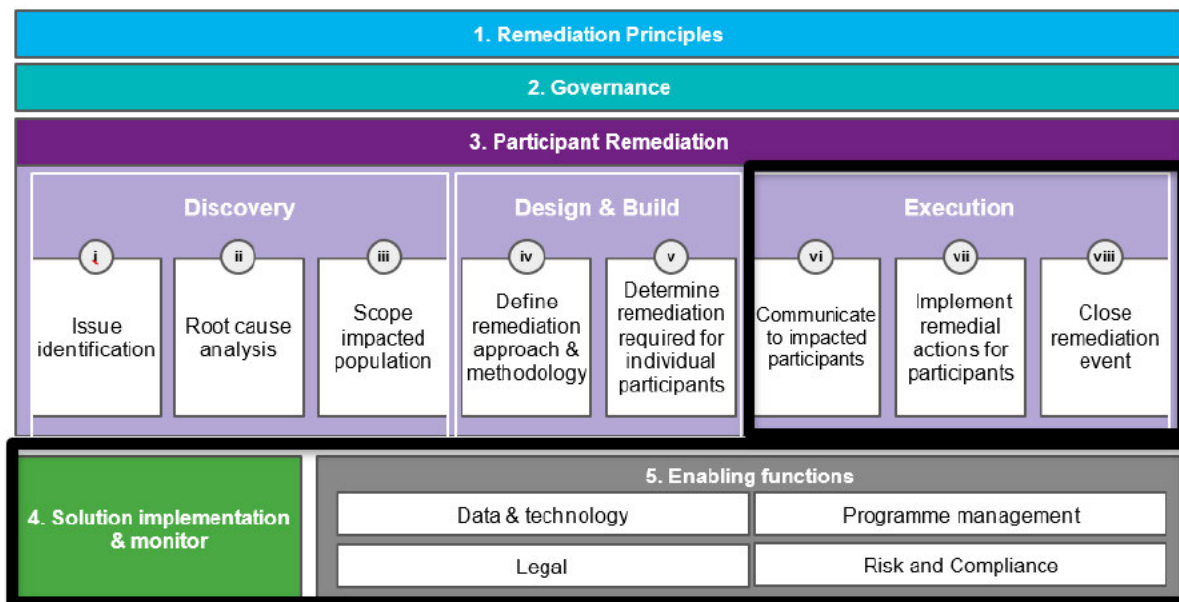 1. Remediation Principles
2. Governance
3. Participant Remediation
Discovery
Design & Build
Execution
i
ii
iii
iv
v
vi
vii
viii
Issue
identification
Root cause
analysis
Scope
impacted
population
Define
remediation
approach &
methodology
Determine
remediation
required for
individual
participants
Communicate
to impacted
participants
Implement
remedial
actions for
participants
Close
remediation
event
4. Solution implementation
& monitor
5. Enabling functions
Data & technology
Programme management
Legal
Risk and Compliance